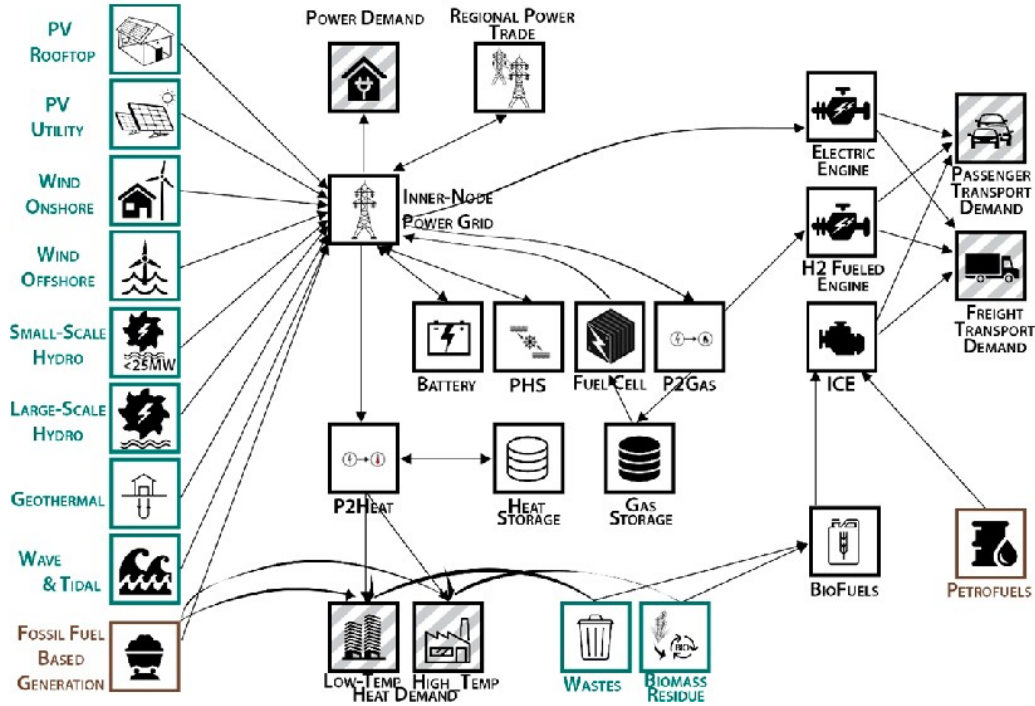 PV
Rooftop
PV
Utility
Wind
Onshore
Wind
Offshore
Small-Scale
Hydro
<25MW
Large-Scale
Hydro
Geothermal
Wave
& Tidal
Fossil Fuel
Based
Generation
Power Demand
Regional Power
Trade
Inner-Node
Power Grid
Battery
PHS
Fuel Cell
P2Gas
P2Heat
Heat
Storage
Gas
Storage
Low-Temp High_Temp
Heat Demand
Wastes
BIO
Biomass
Residue
Electric
Engine
H2 Fueled
Engine
ICE
BioFuels
Petrofuels
Passenger
Transport
Demand
Freight
Transport
Demand